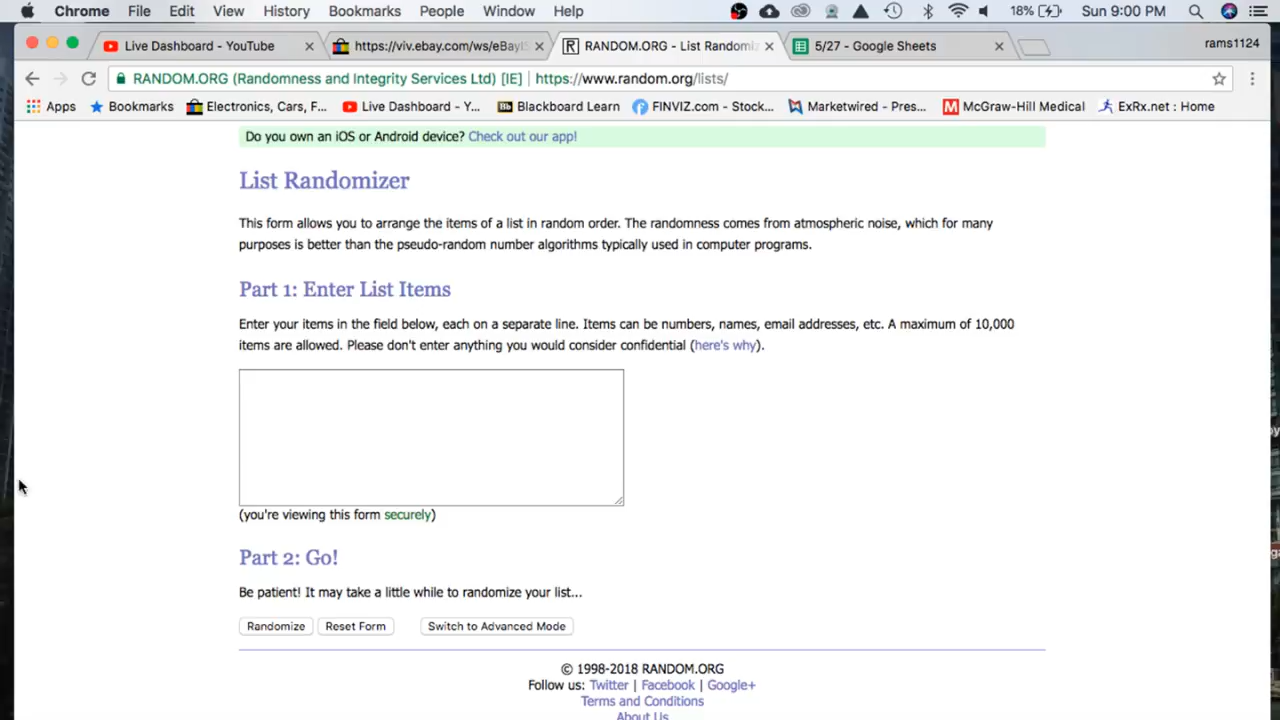 Chrome File Edit View History Bookmarks People Window Help 18% Sun 9:00 PM
Live Dashboard - YouTube https://viv.ebay.com/ws/eBayI RANDOM.ORG - List Randomi 5/27 - Google Sheets rams1124
RANDOM.ORG (Randomness and Integrity Services Ltd) [IE] https://www.random.org/lists/
Apps Bookmarks Electronics, Cars, F... Live Dashboard - Y... Blackboard Learn FINVIZ.com - Stock... Marketwired - Pres... McGraw-Hill Medical ExRx.net : Home
Do you own an iOS or Android device? Check out our app!
List Randomizer
This form allows you to arrange the items of a list in random order. The randomness comes from atmospheric noise, which for many
purposes is better than the pseudo-random number algorithms typically used in computer programs.
Part 1: Enter List Items
Enter your items in the field below, each on a separate line. Items can be numbers, names, email addresses, etc. A maximum of 10,000
items are allowed. Please don't enter anything you would consider confidential (here's why).
(you're viewing this form securely)
Part 2: Go!
Be patient! It may take a little while to randomize your list...
Randomize Reset Form Switch to Advanced Mode
© 1998-2018 RANDOM.ORG
Follow us: Twitter | Facebook | Google+
Terms and Conditions
About Us